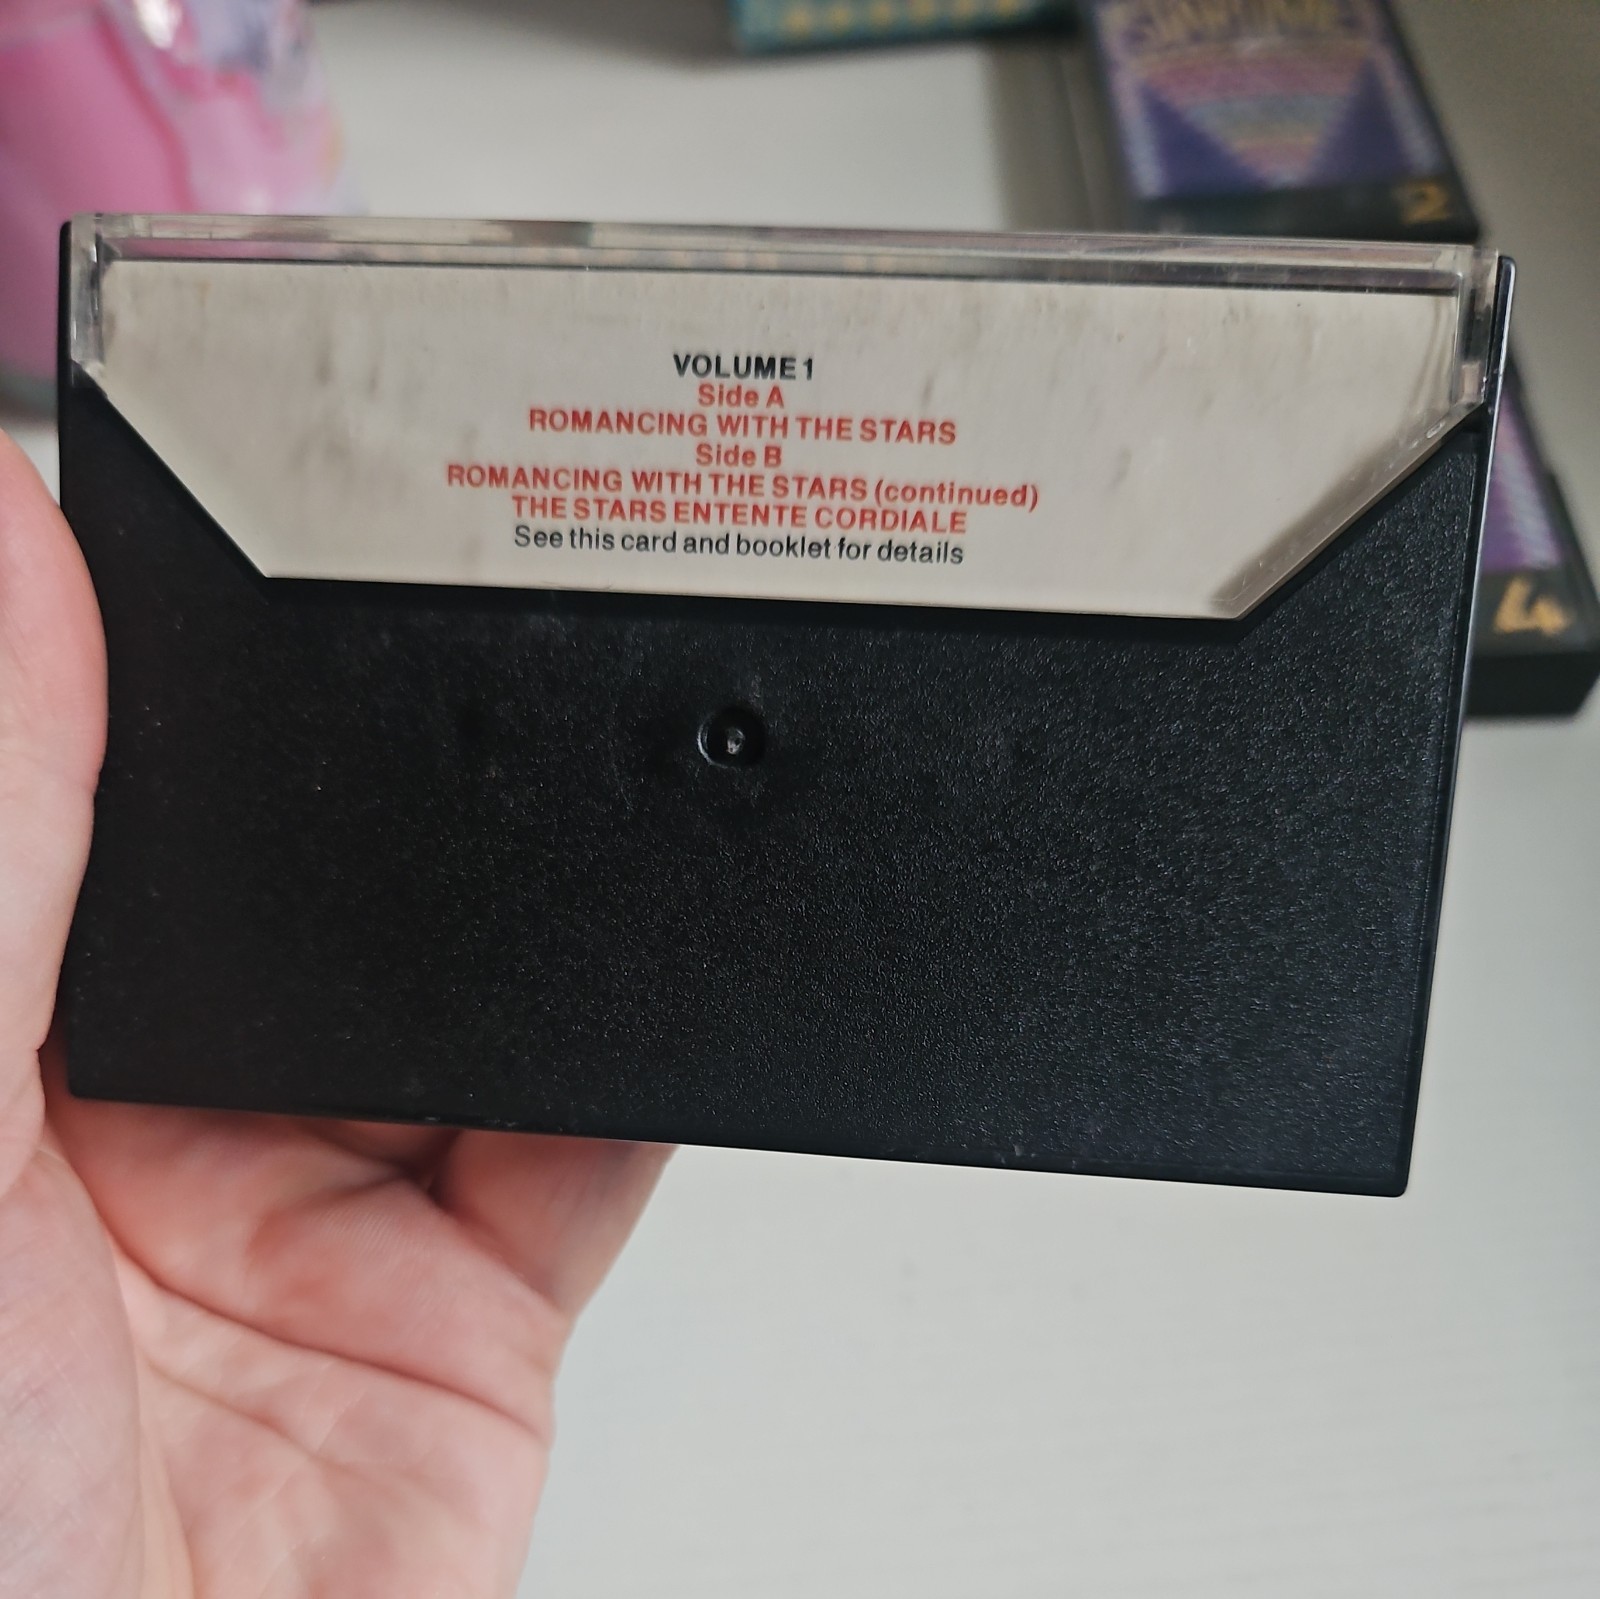 VOLUME 1
Side A
ROMANCING WITH THE STARS
Side B
ROMANCING WITH THE STARS (continued)
THE STARS ENTENTE CORDIALE
See this card and booklet for details
2
4